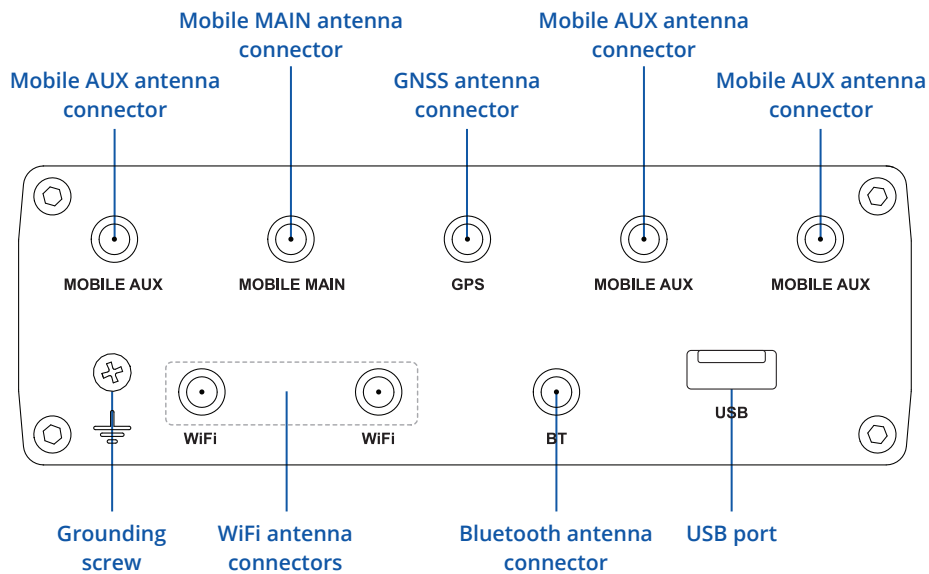 Mobile MAIN antenna
connector
Mobile AUX antenna
connector
Mobile AUX antenna
connector
GNSS antenna
connector
Mobile AUX antenna
connector
MOBILE AUX
MOBILE MAIN
GPS
MOBILE AUX
MOBILE AUX
WiFi
WiFi
BT
USB
Grounding
screw
WiFi antenna
connectors
Bluetooth antenna
connector
USB port